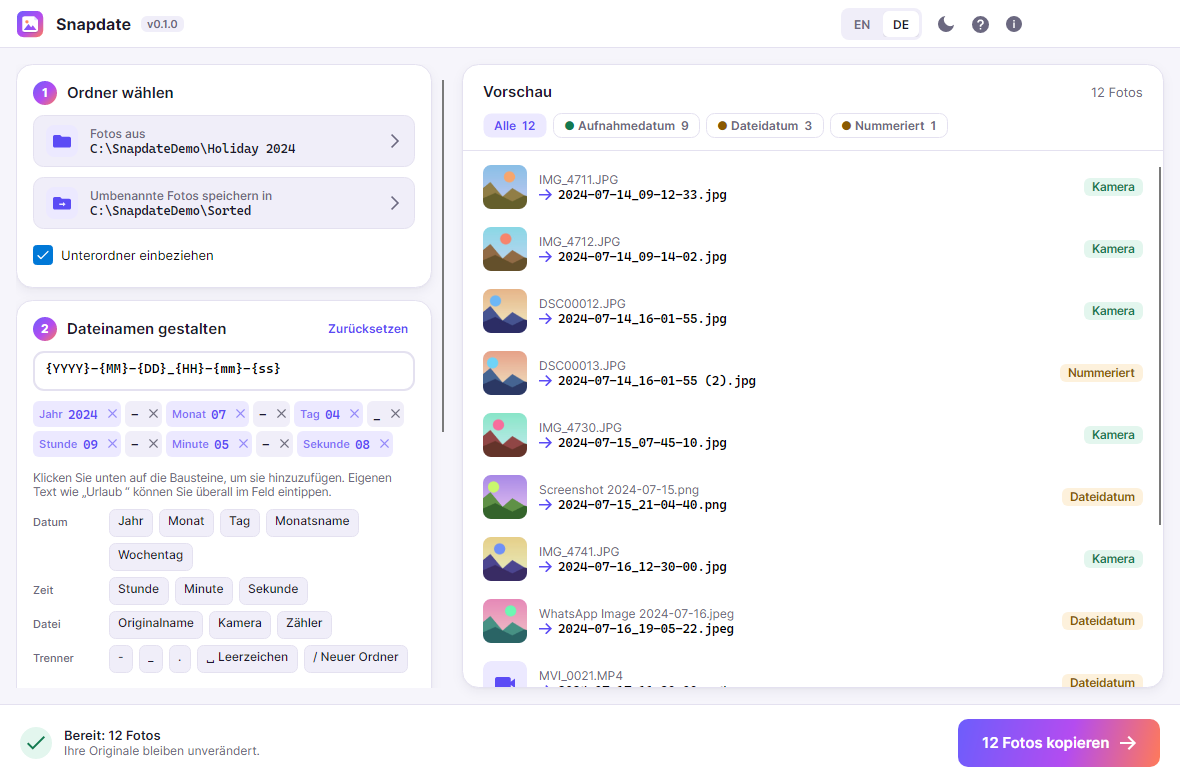 Snapdate v0.1.0
EN DE
1 Ordner wählen
Fotos aus
C:\SnapdateDemo\Holiday 2024
Umbenannte Fotos speichern in
C:\SnapdateDemo\Sorted
Unterordner einbeziehen
2 Dateinamen gestalten Zurücksetzen
{YYYY}-{MM}-{DD}_{HH}-{mm}-{ss}
Jahr 2024 × - × Monat 07 × - × Tag 04 × _ ×
Stunde 09 × - × Minute 05 × - × Sekunde 08 ×
Klicken Sie unten auf die Bausteine, um sie hinzuzufügen. Eigenen
Text wie „Urlaub “ können Sie überall im Feld eintippen.
Datum Jahr Monat Tag Monatsname
Wochentag
Zeit Stunde Minute Sekunde
Datei Originalname Kamera Zähler
Trenner - _ . ␣ Leerzeichen / Neuer Ordner
Vorschau 12 Fotos
Alle 12 Aufnahmedatum 9 Dateidatum 3 Nummeriert 1
IMG_4711.JPG
→ 2024-07-14_09-12-33.jpg Kamera
IMG_4712.JPG
→ 2024-07-14_09-14-02.jpg Kamera
DSC00012.JPG
→ 2024-07-14_16-01-55.jpg Kamera
DSC00013.JPG
→ 2024-07-14_16-01-55 (2).jpg Nummeriert
IMG_4730.JPG
→ 2024-07-15_07-45-10.jpg Kamera
Screenshot 2024-07-15.png
→ 2024-07-15_21-04-40.png Dateidatum
IMG_4741.JPG
→ 2024-07-16_12-30-00.jpg Kamera
WhatsApp Image 2024-07-16.jpeg
→ 2024-07-16_19-05-22.jpeg Dateidatum
MVI_0021.MP4
Dateidatum
Bereit: 12 Fotos
Ihre Originale bleiben unverändert.
12 Fotos kopieren →